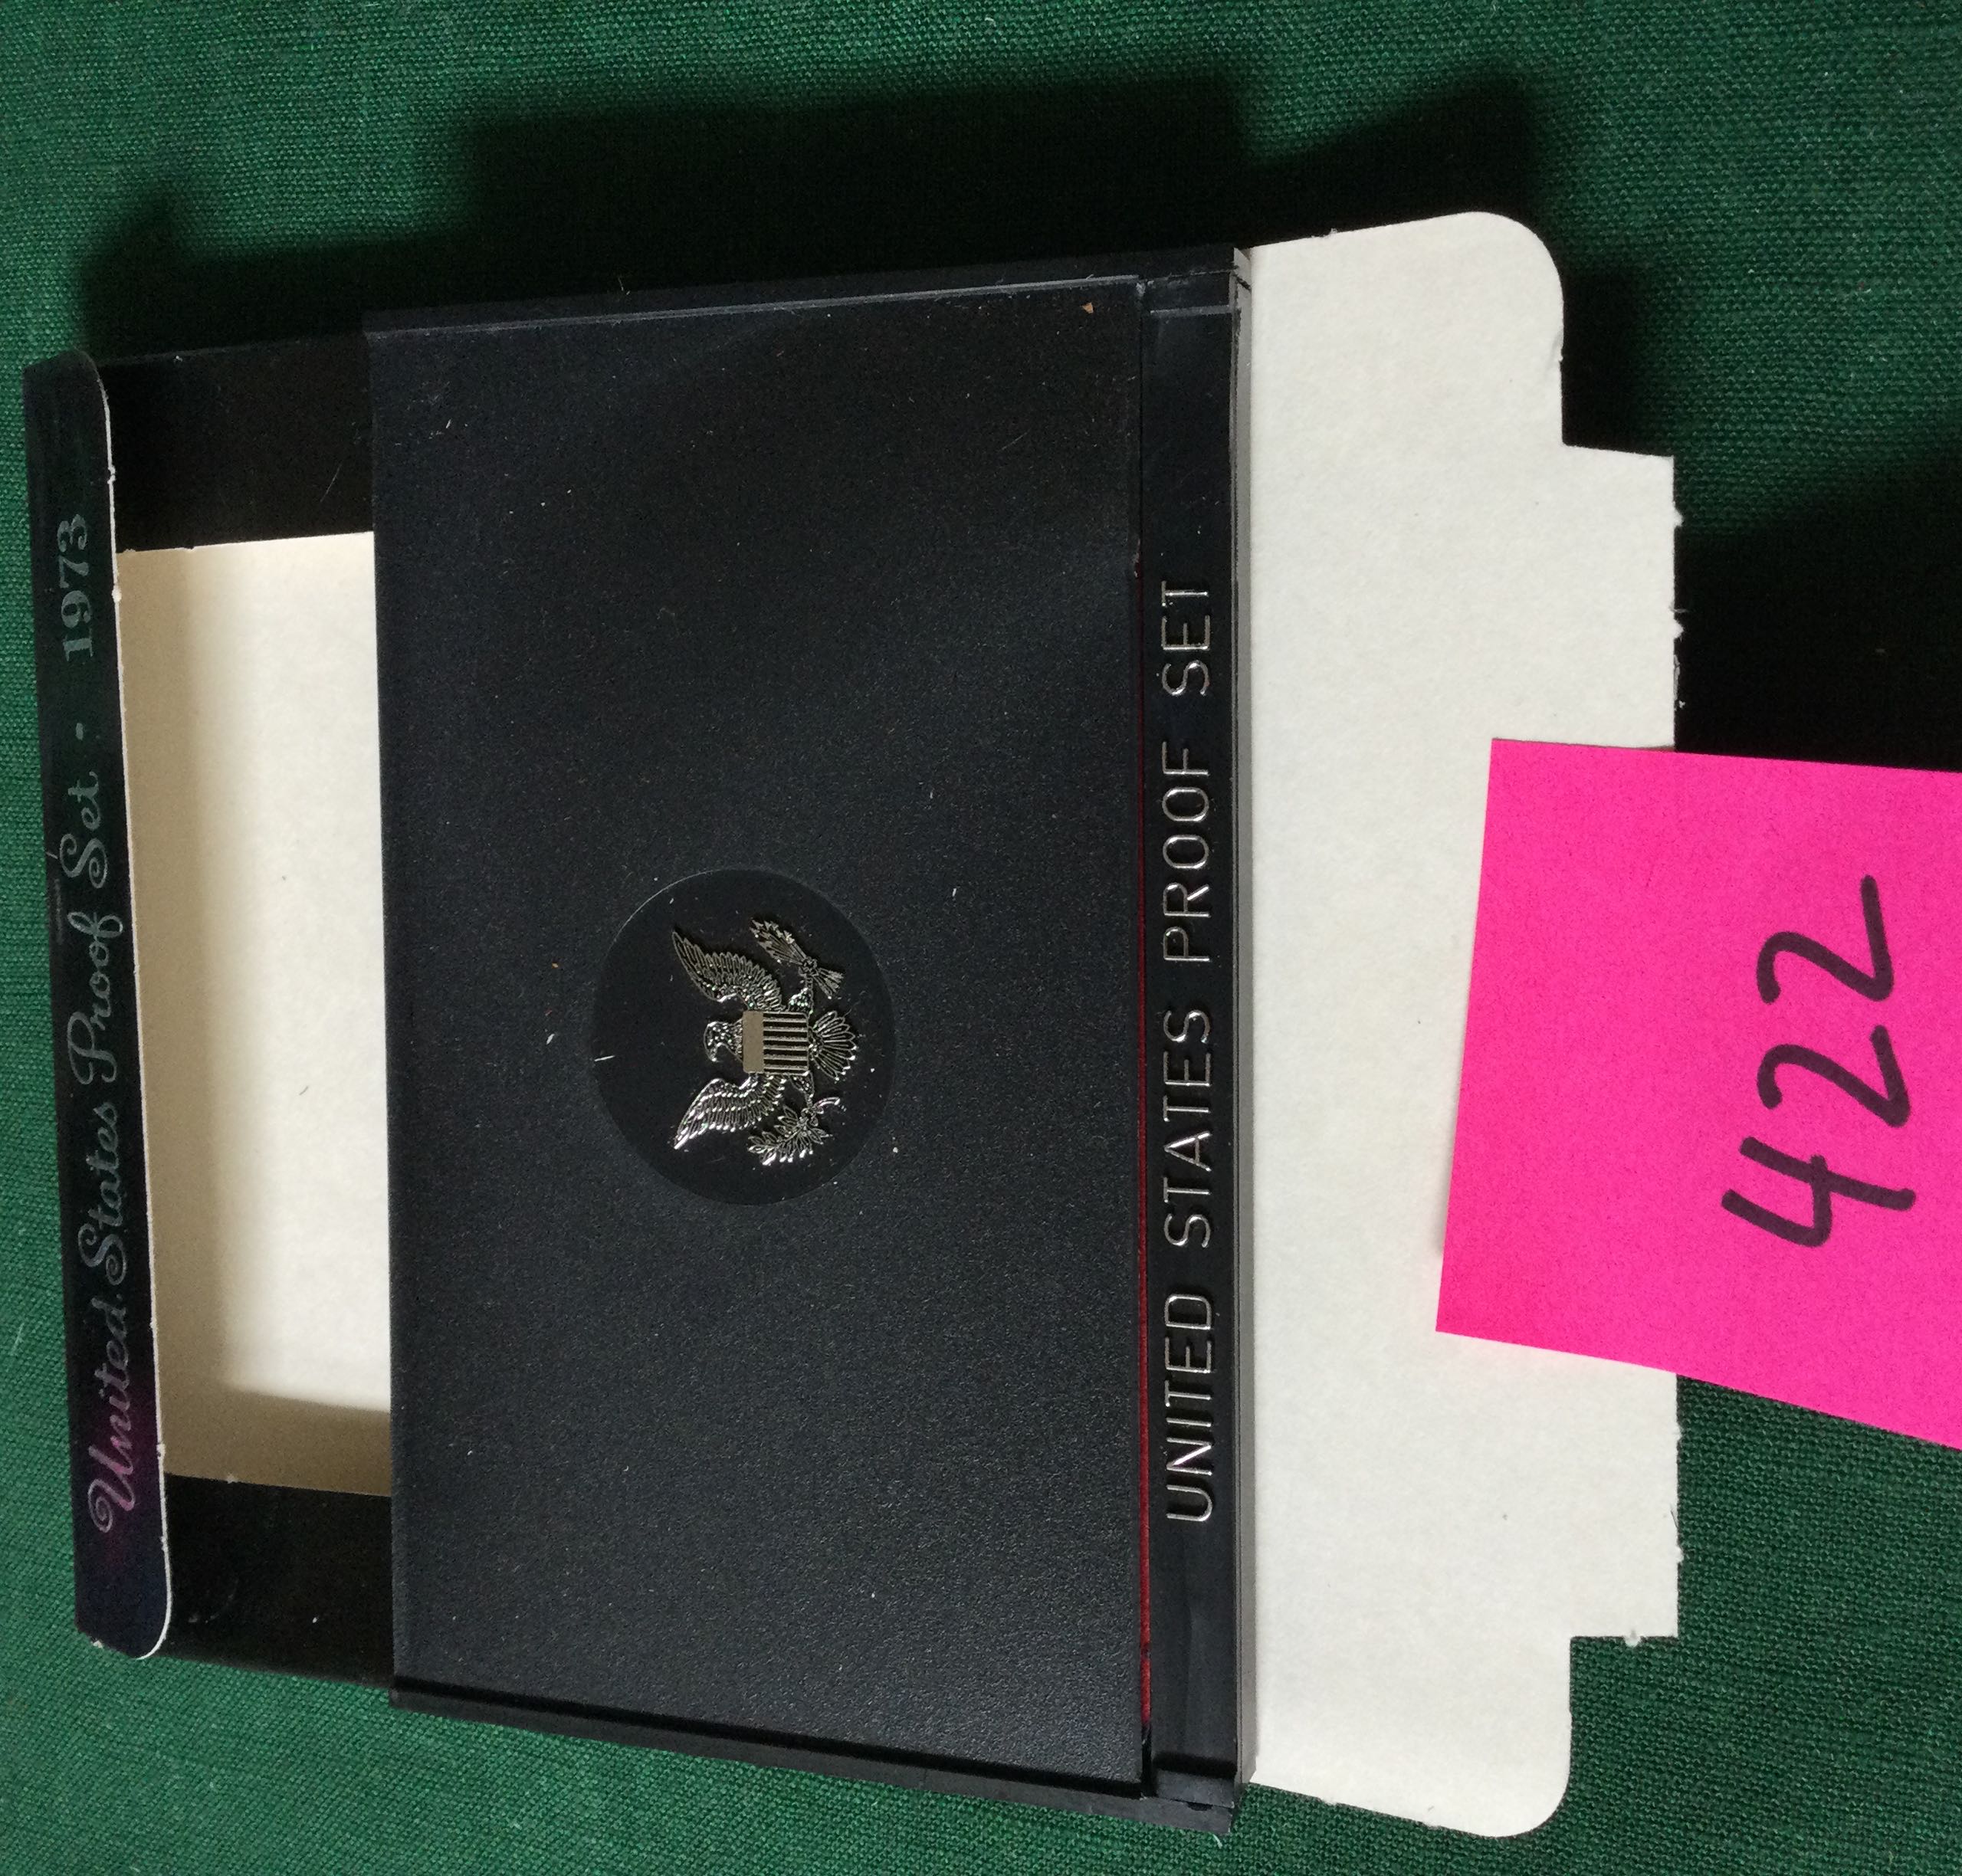 United States Proof Set · 1973
UNITED STATES PROOF SET
422